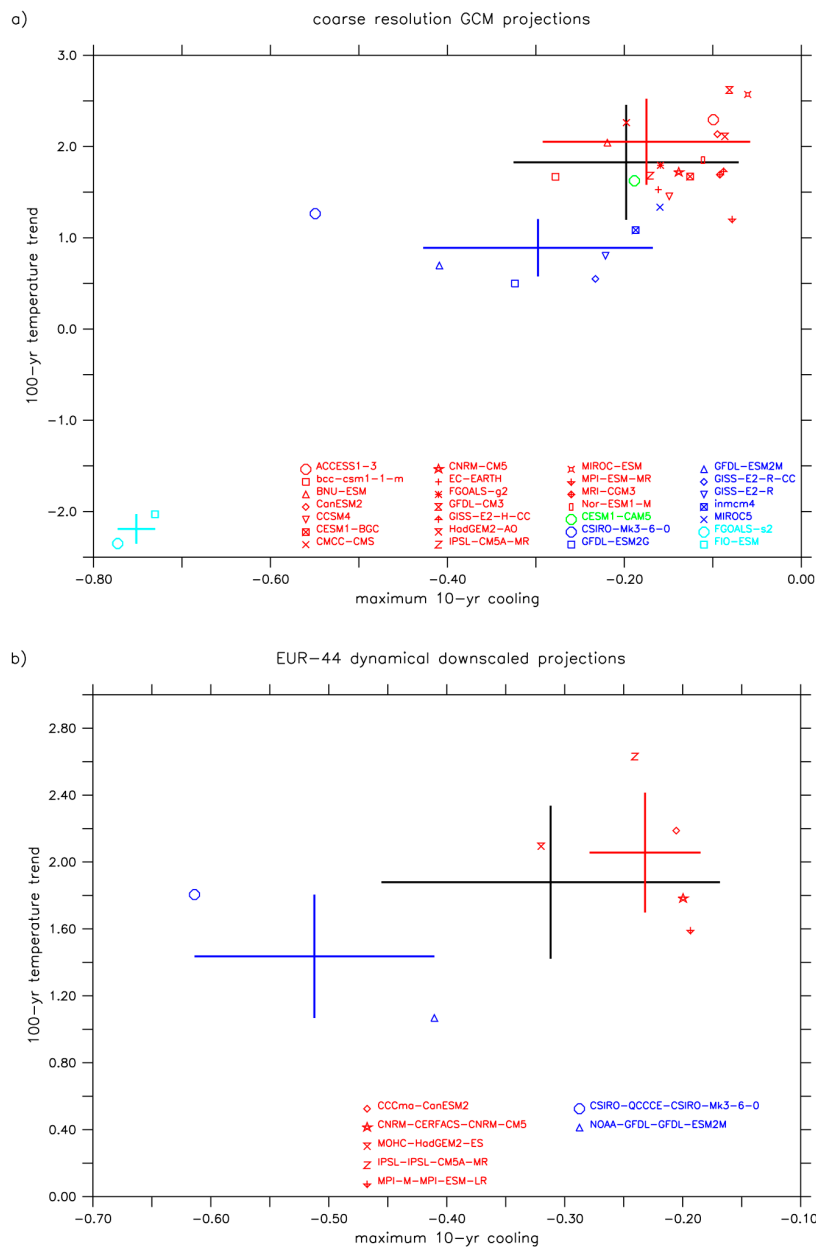 a)
coarse resolution GCM projections
3.0
2.0
1.0
0.0
-1.0
-2.0
100-yr temperature trend
ACCESS1-3
bcc-csm1-1-m
BNU-ESM
CanESM2
CCSM4
CESM1-BGC
CMCC-CMS
CNRM-CM5
EC-EARTH
FGOALS-g2
GFDL-CM3
GISS-E2-H-CC
HadGEM2-AO
IPSL-CM5A-MR
MIROC-ESM
MPI-ESM-MR
MRI-CGM3
Nor-ESM1-M
CESM1-CAM5
CSIRO-Mk3-6-0
GFDL-ESM2G
GFDL-ESM2M
GISS-E2-R-CC
GISS-E2-R
inmcm4
MIROC5
FGOALS-s2
FIO-ESM
-0.80 -0.60 -0.40 -0.20 0.00
maximum 10-yr cooling
b)
EUR-44 dynamical downscaled projections
2.80
2.40
2.00
1.60
1.20
0.80
0.40
0.00
100-yr temperature trend
CCCma-CanESM2
CNRM-CERFACS-CNRM-CM5
MOHC-HadGEM2-ES
IPSL-IPSL-CM5A-MR
MPI-M-MPI-ESM-LR
CSIRO-QCCCE-CSIRO-Mk3-6-0
NOAA-GFDL-GFDL-ESM2M
-0.70 -0.60 -0.50 -0.40 -0.30 -0.20 -0.10
maximum 10-yr cooling